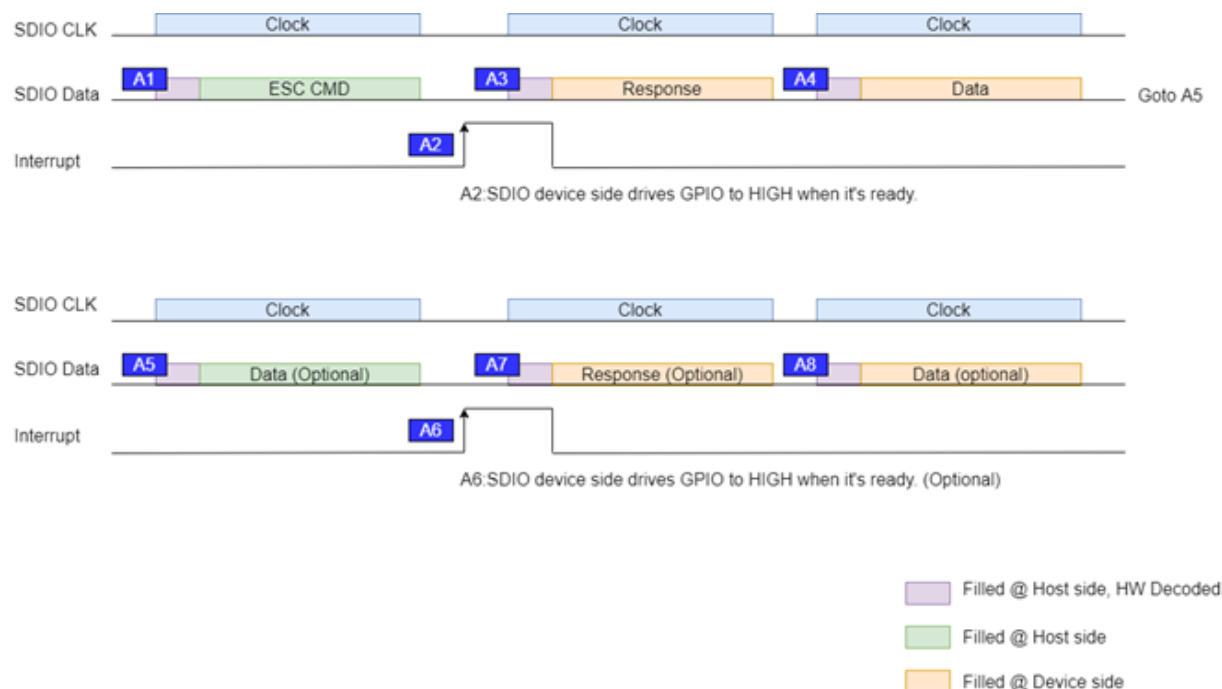 SDIO CLK
Clock
Clock
Clock
SDIO Data
A1
ESC CMD
A3
Response
A4
Data
Goto A5
Interrupt
A2
A2:SDIO device side drives GPIO to HIGH when it's ready.
SDIO CLK
Clock
Clock
Clock
SDIO Data
A5
Data (Optional)
A7
Response (Optional)
A8
Data (optional)
Interrupt
A6
A6:SDIO device side drives GPIO to HIGH when it's ready. (Optional)
Filled @ Host side, HW Decoded
Filled @ Host side
Filled @ Device side